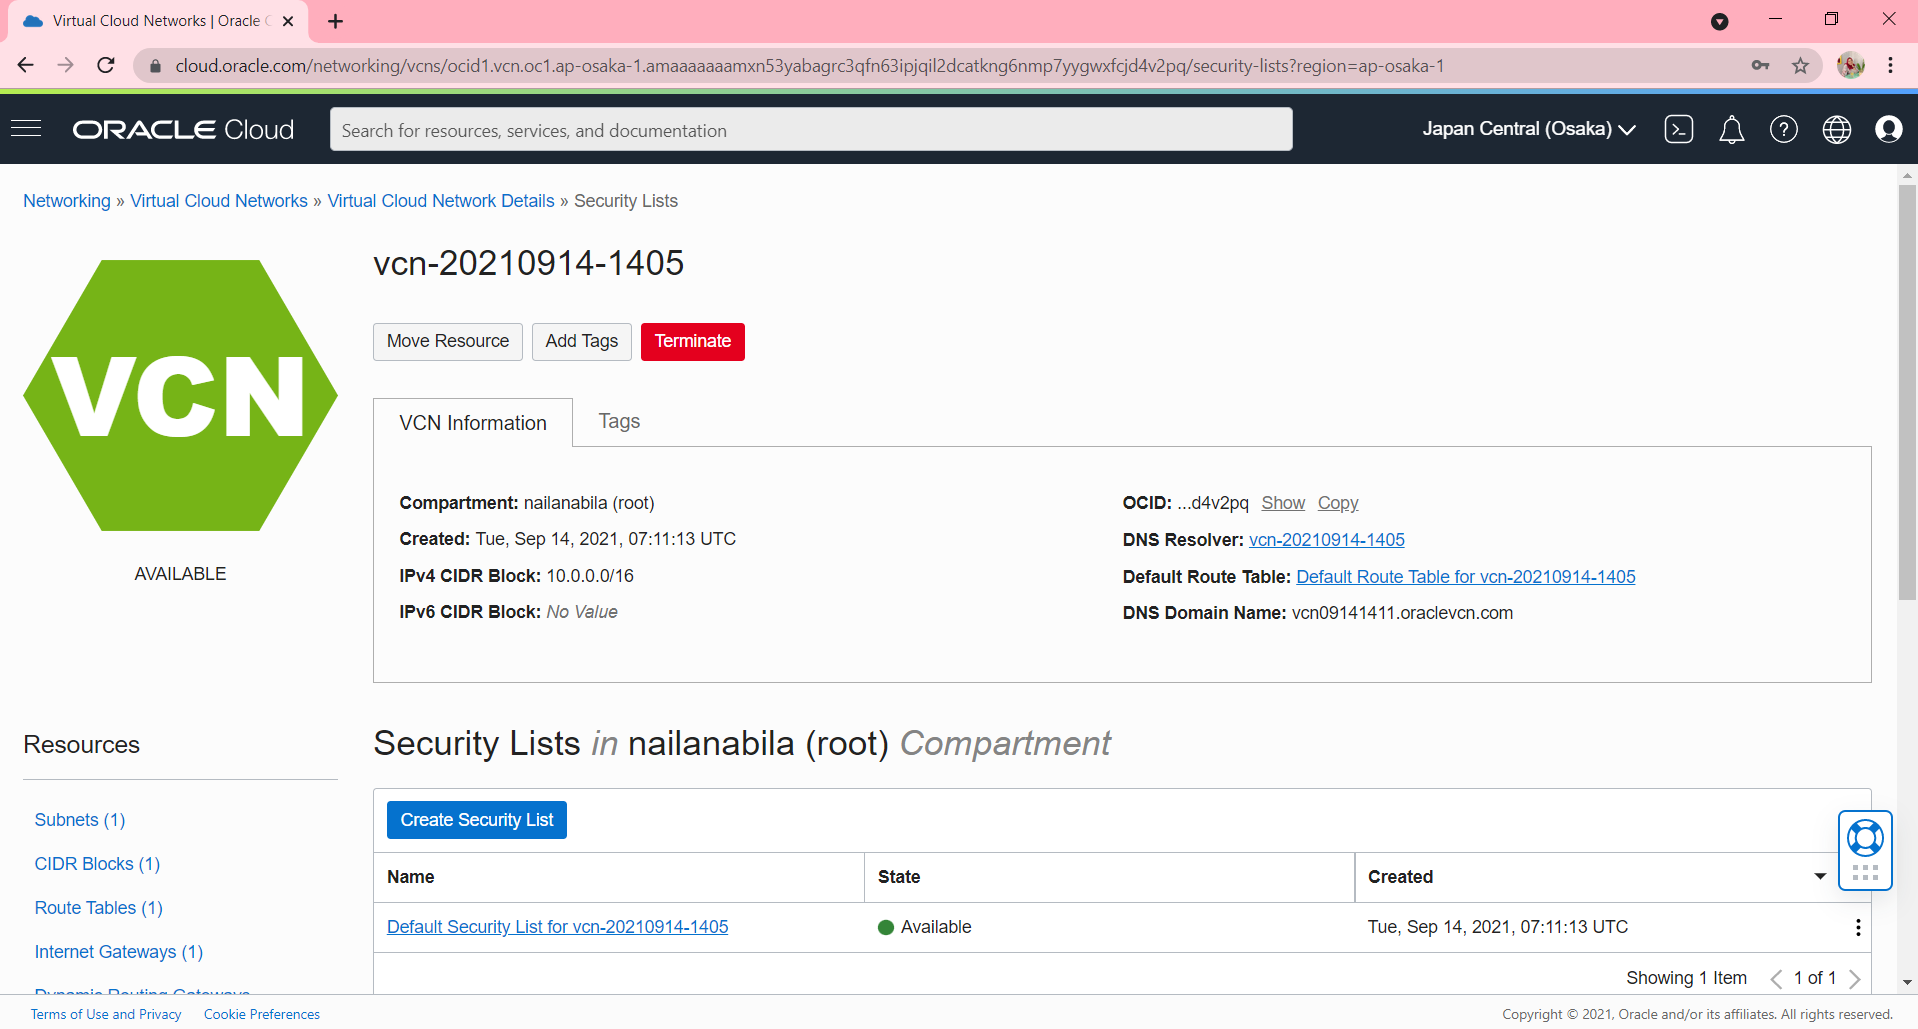 Virtual Cloud Networks | Oracle C
cloud.oracle.com/networking/vcns/ocid1.vcn.oc1.ap-osaka-1.amaaaaaaamxn53yabagrc3qfn63ipjqil2dcatkng6nmp7yygwxfcjd4v2pq/security-lists?region=ap-osaka-1
ORACLE Cloud
Search for resources, services, and documentation
Japan Central (Osaka)
Networking » Virtual Cloud Networks » Virtual Cloud Network Details » Security Lists
VCN
AVAILABLE
vcn-20210914-1405
Move Resource
Add Tags
Terminate
VCN Information
Tags
Compartment: nailanabila (root)
Created: Tue, Sep 14, 2021, 07:11:13 UTC
IPv4 CIDR Block: 10.0.0.0/16
IPv6 CIDR Block: No Value
OCID: ...d4v2pq Show Copy
DNS Resolver: vcn-20210914-1405
Default Route Table: Default Route Table for vcn-20210914-1405
DNS Domain Name: vcn09141411.oraclevcn.com
Resources
Subnets (1)
CIDR Blocks (1)
Route Tables (1)
Internet Gateways (1)
Dynamic Routing Gateways
Security Lists in nailanabila (root) Compartment
Create Security List
Name
State
Created
Default Security List for vcn-20210914-1405
Available
Tue, Sep 14, 2021, 07:11:13 UTC
Showing 1 Item
1 of 1
Terms of Use and Privacy
Cookie Preferences
Copyright © 2021, Oracle and/or its affiliates. All rights reserved.